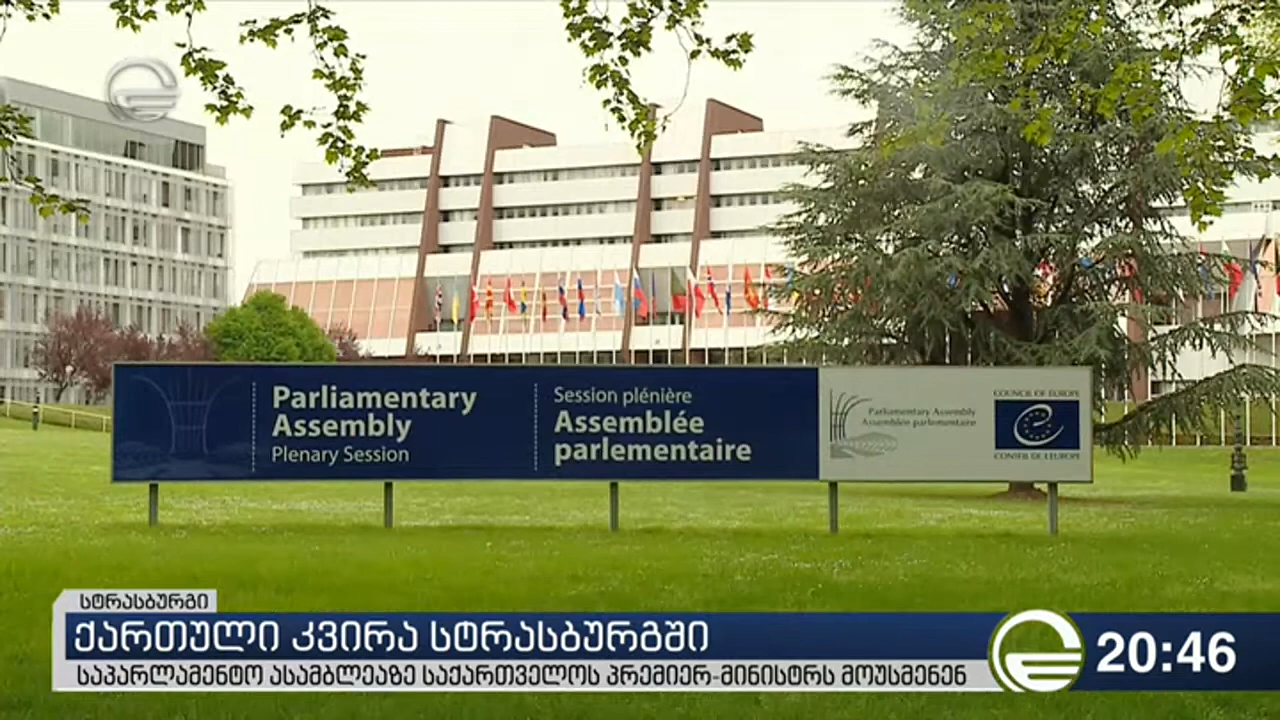 Parliamentary
Assembly
Plenary Session
Session plénière
Assemblée
parlementaire
Parliamentary Assembly
Assemblée parlementaire
COUNCIL OF EUROPE
CONSEIL DE L'EUROPE
სტრასბურგი
ქართული კვირა სტრასბურგში
საპარლამენტო ასამბლეაზე საქართველოს პრემიერ-მინისტრს მოუსმენენ
20:46